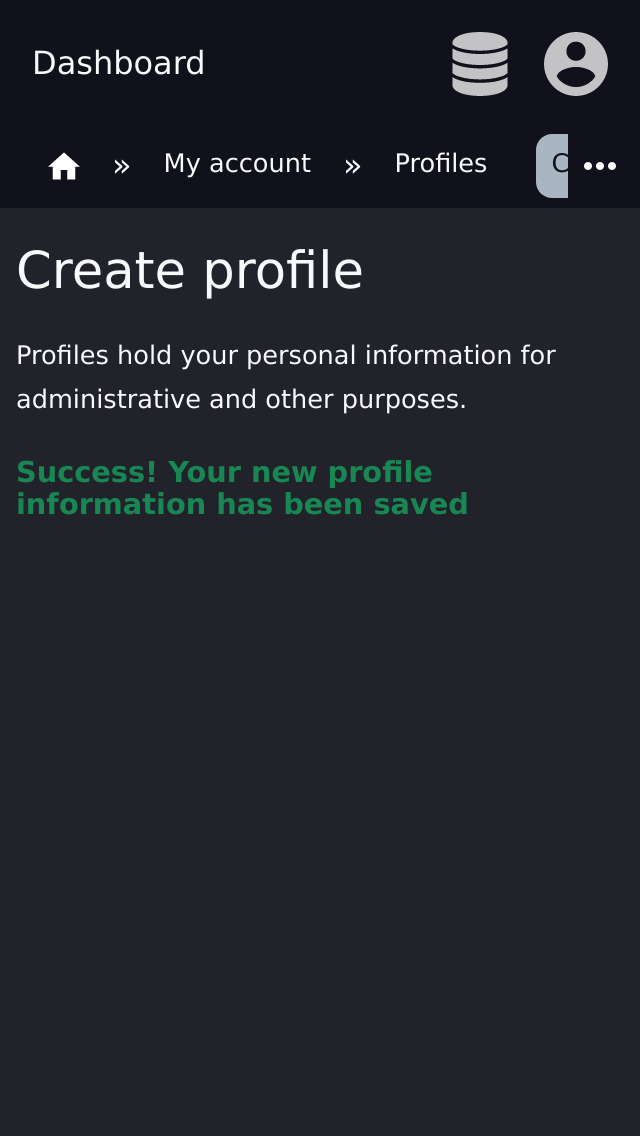 Dashboard
» My account » Profiles C
Create profile
Profiles hold your personal information for
administrative and other purposes.
Success! Your new profile
information has been saved